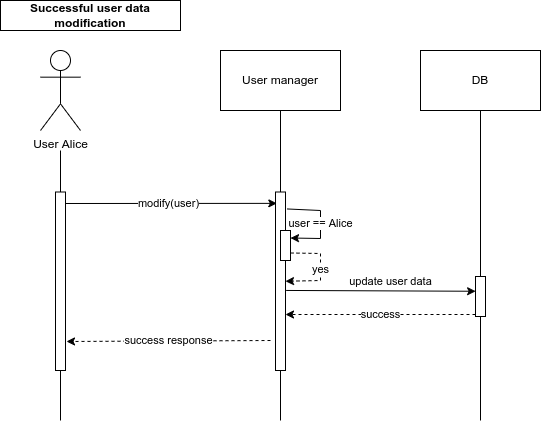 Successful user data
modification
User manager
DB
User Alice
modify(user)
user == Alice
yes
update user data
success
success response